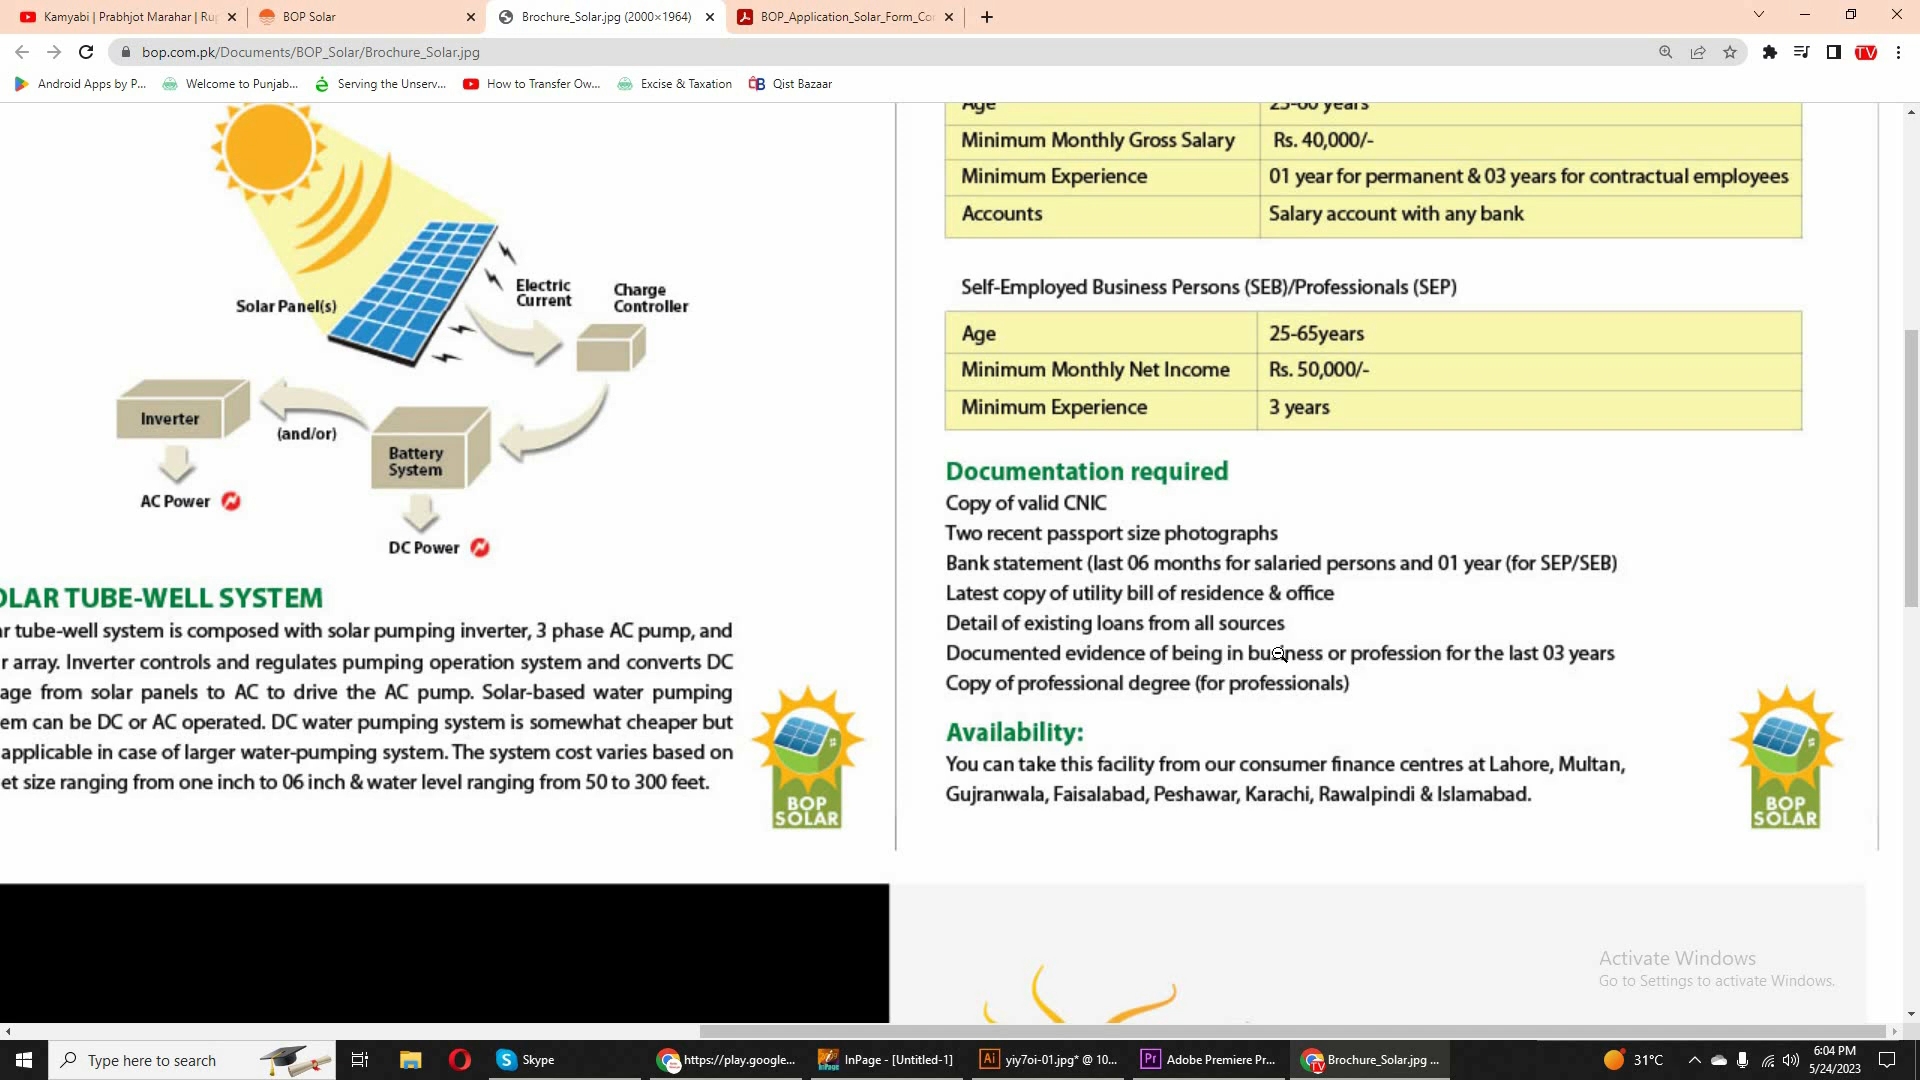 Kamyabi | Prabhjot Marahar | Ru
BOP Solar
Brochure_Solar.jpg (2000×1964)
BOP_Application_Solar_Form_Co
bop.com.pk/Documents/BOP_Solar/Brochure_Solar.jpg
Android Apps by P...
Welcome to Punjab...
Serving the Unserv...
How to Transfer Ow...
Excise & Taxation
Qist Bazaar
Solar Panel(s)
Electric
Current
Charge
Controller
Inverter
(and/or)
Battery
System
AC Power
DC Power
OLAR TUBE-WELL SYSTEM
r tube-well system is composed with solar pumping inverter, 3 phase AC pump, and
r array. Inverter controls and regulates pumping operation system and converts DC
age from solar panels to AC to drive the AC pump. Solar-based water pumping
em can be DC or AC operated. DC water pumping system is somewhat cheaper but
applicable in case of larger water-pumping system. The system cost varies based on
et size ranging from one inch to 06 inch & water level ranging from 50 to 300 feet.
BOP
SOLAR
Age 25-60 years
Minimum Monthly Gross Salary Rs. 40,000/-
Minimum Experience 01 year for permanent & 03 years for contractual employees
Accounts Salary account with any bank
Self-Employed Business Persons (SEB)/Professionals (SEP)
Age 25-65years
Minimum Monthly Net Income Rs. 50,000/-
Minimum Experience 3 years
Documentation required
Copy of valid CNIC
Two recent passport size photographs
Bank statement (last 06 months for salaried persons and 01 year (for SEP/SEB)
Latest copy of utility bill of residence & office
Detail of existing loans from all sources
Documented evidence of being in business or profession for the last 03 years
Copy of professional degree (for professionals)
Availability:
You can take this facility from our consumer finance centres at Lahore, Multan,
Gujranwala, Faisalabad, Peshawar, Karachi, Rawalpindi & Islamabad.
BOP
SOLAR
Activate Windows
Go to Settings to activate Windows.
Type here to search
Skype
https://play.google...
InPage - [Untitled-1]
yiy7oi-01.jpg* @ 10...
Adobe Premiere Pr...
Brochure_Solar.jpg ...
31°C
6:04 PM
5/24/2023